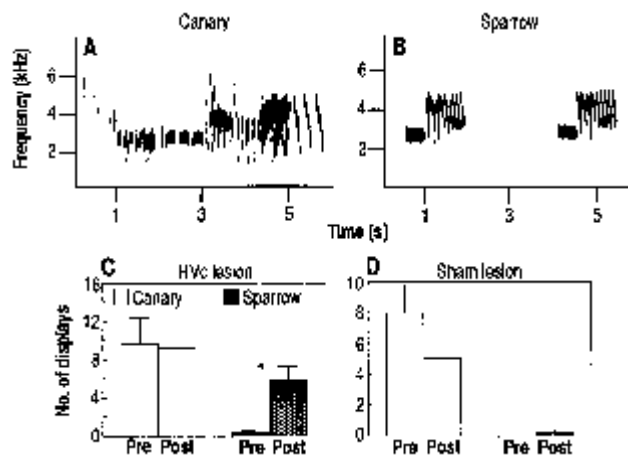 Canary
Sparrow
A
B
Frequency (kHz)
6
4
2
6
4
2
1
3
5
1
3
5
Time (s)
C
HVc lesion
D
Sham lesion
Canary
Sparrow
No. of displays
16
12
8
4
0
10
8
6
4
2
0
Pre Post
Pre Post
Pre Post
Pre Post